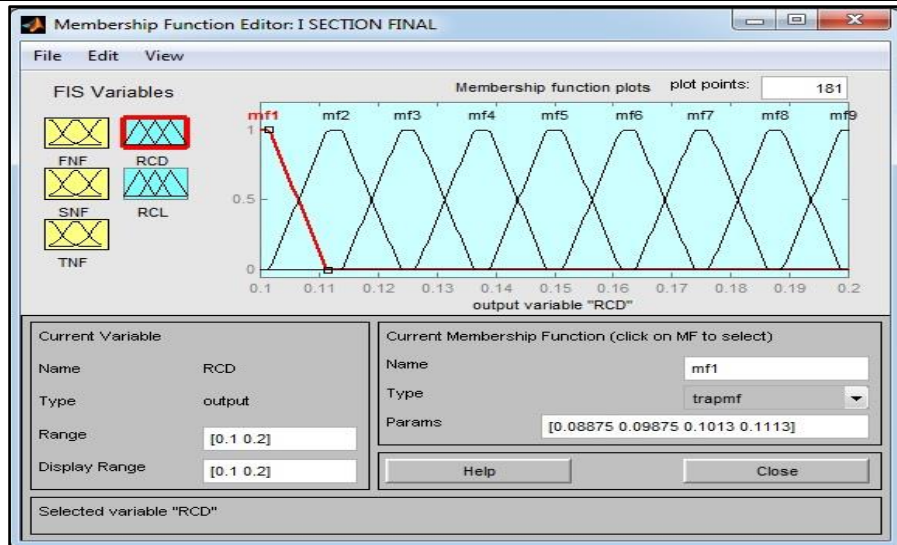 Membership Function Editor: I SECTION FINAL
File Edit View
FIS Variables
Membership function plots plot points: 181
FNF RCD
SNF RCL
TNF
mf1 mf2 mf3 mf4 mf5 mf6 mf7 mf8 mf9
1
0.5
0
0.1 0.11 0.12 0.13 0.14 0.15 0.16 0.17 0.18 0.19 0.2
output variable "RCD"
Current Variable
Name RCD
Type output
Range [0.1 0.2]
Display Range [0.1 0.2]
Current Membership Function (click on MF to select)
Name mf1
Type trapmf
Params [0.08875 0.09875 0.1013 0.1113]
Help Close
Selected variable "RCD"